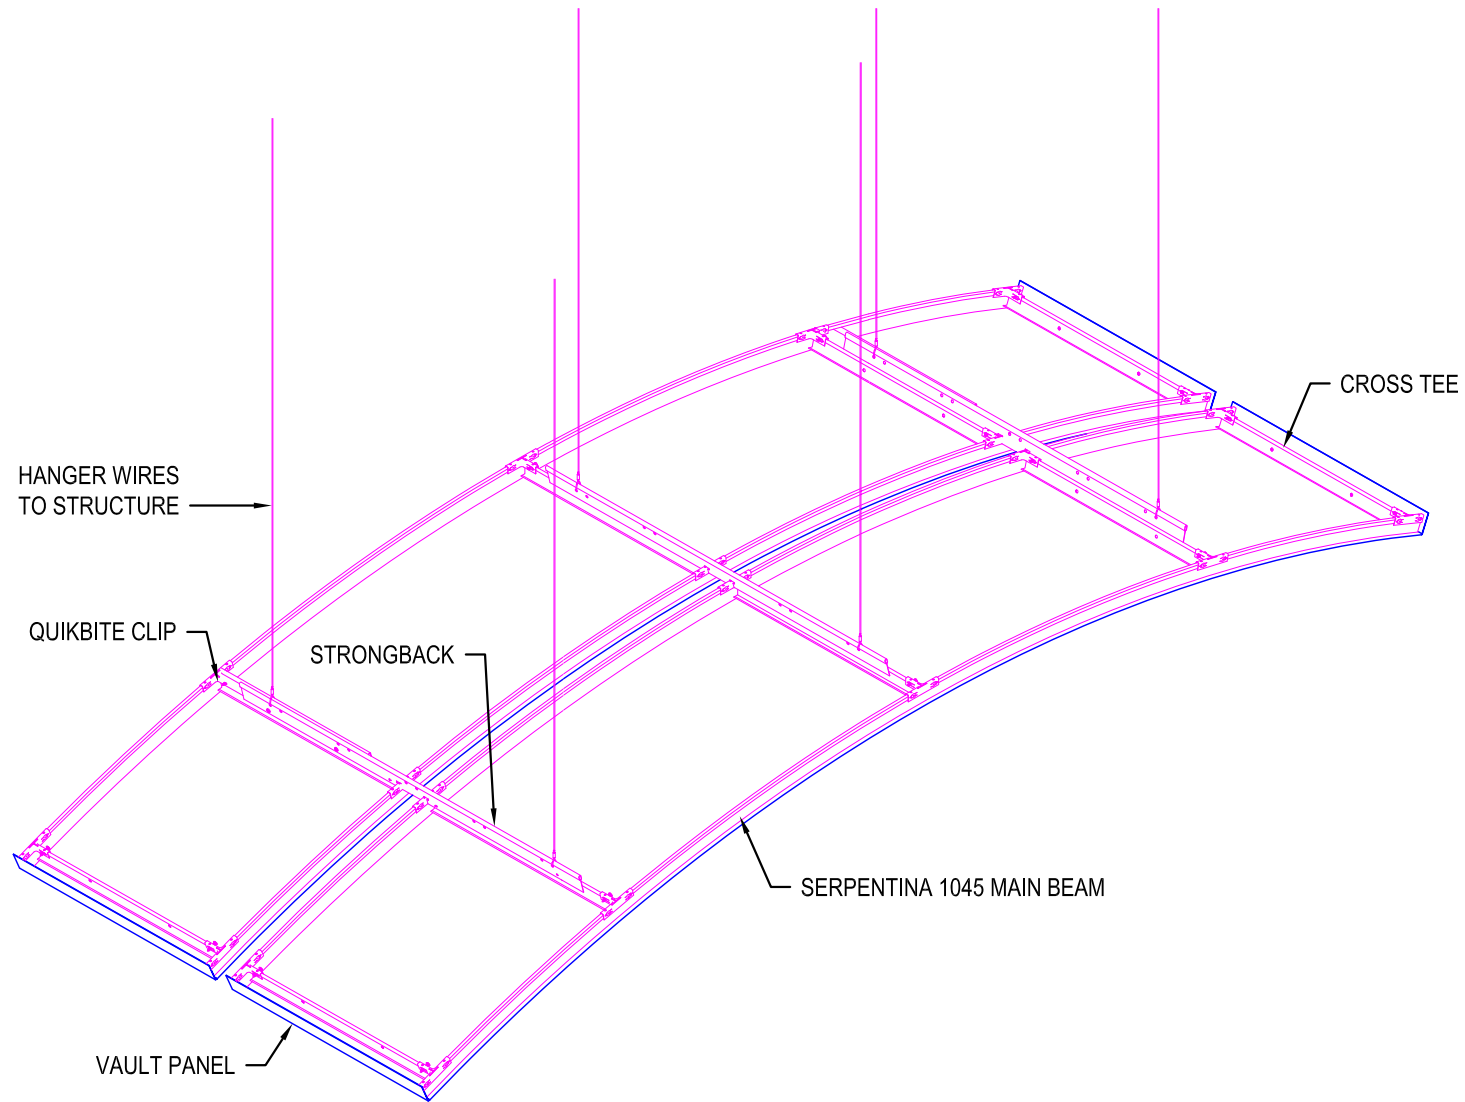 CROSS TEE
HANGER WIRES
TO STRUCTURE
QUIKBITE CLIP
STRONGBACK
SERPENTINA 1045 MAIN BEAM
VAULT PANEL